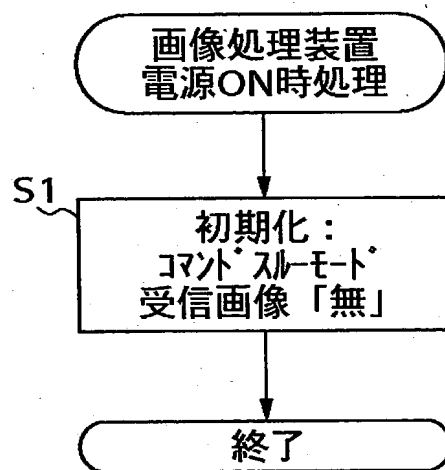 画像処理装置
電源ON時処理
S1
初期化：
ｺﾏﾝﾄﾞｽﾙｰﾓｰﾄﾞ
受信画像「無」
終了